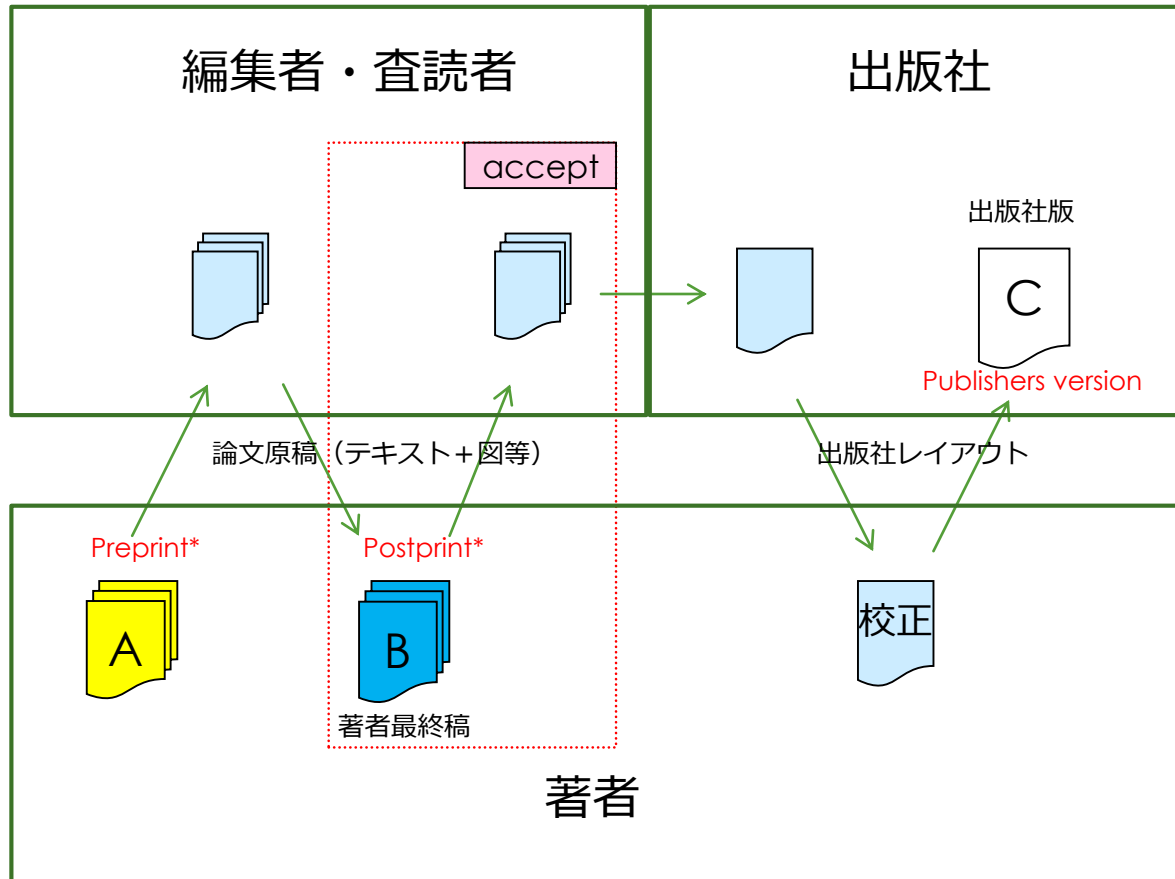 編集者・査読者
出版社
accept
出版社版
C
Publishers version
論文原稿（テキスト＋図等）
出版社レイアウト
Preprint*
Postprint*
A
B
校正
著者最終稿
著者